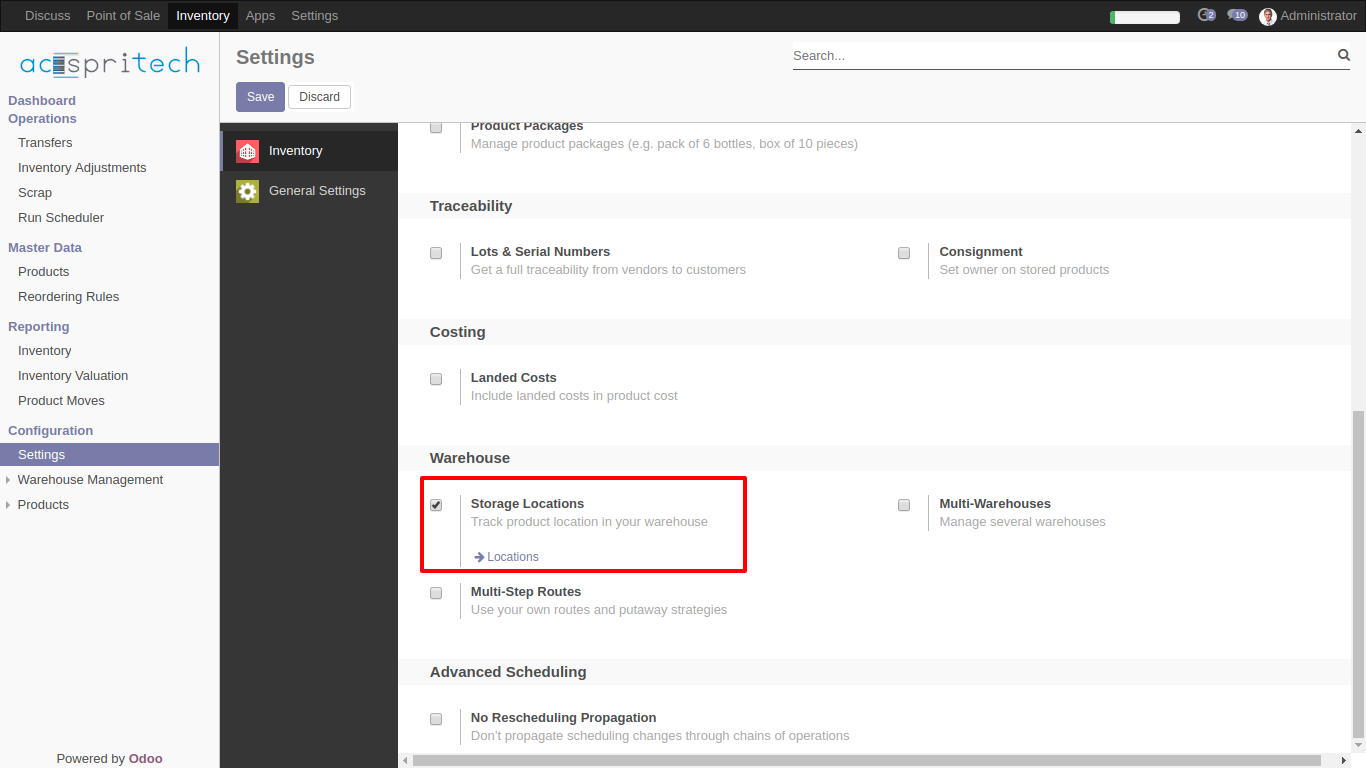 Discuss Point of Sale Inventory Apps Settings 2 10 Administrator
acespritech
Dashboard
Operations
Transfers
Inventory Adjustments
Scrap
Run Scheduler
Master Data
Products
Reordering Rules
Reporting
Inventory
Inventory Valuation
Product Moves
Configuration
Settings
Warehouse Management
Products
Powered by Odoo
Settings
Search...
Save Discard
Inventory
General Settings
Product Packages
Manage product packages (e.g. pack of 6 bottles, box of 10 pieces)
Traceability
Lots & Serial Numbers
Get a full traceability from vendors to customers
Consignment
Set owner on stored products
Costing
Landed Costs
Include landed costs in product cost
Warehouse
Storage Locations
Track product location in your warehouse
Locations
Multi-Warehouses
Manage several warehouses
Multi-Step Routes
Use your own routes and putaway strategies
Advanced Scheduling
No Rescheduling Propagation
Don't propagate scheduling changes through chains of operations